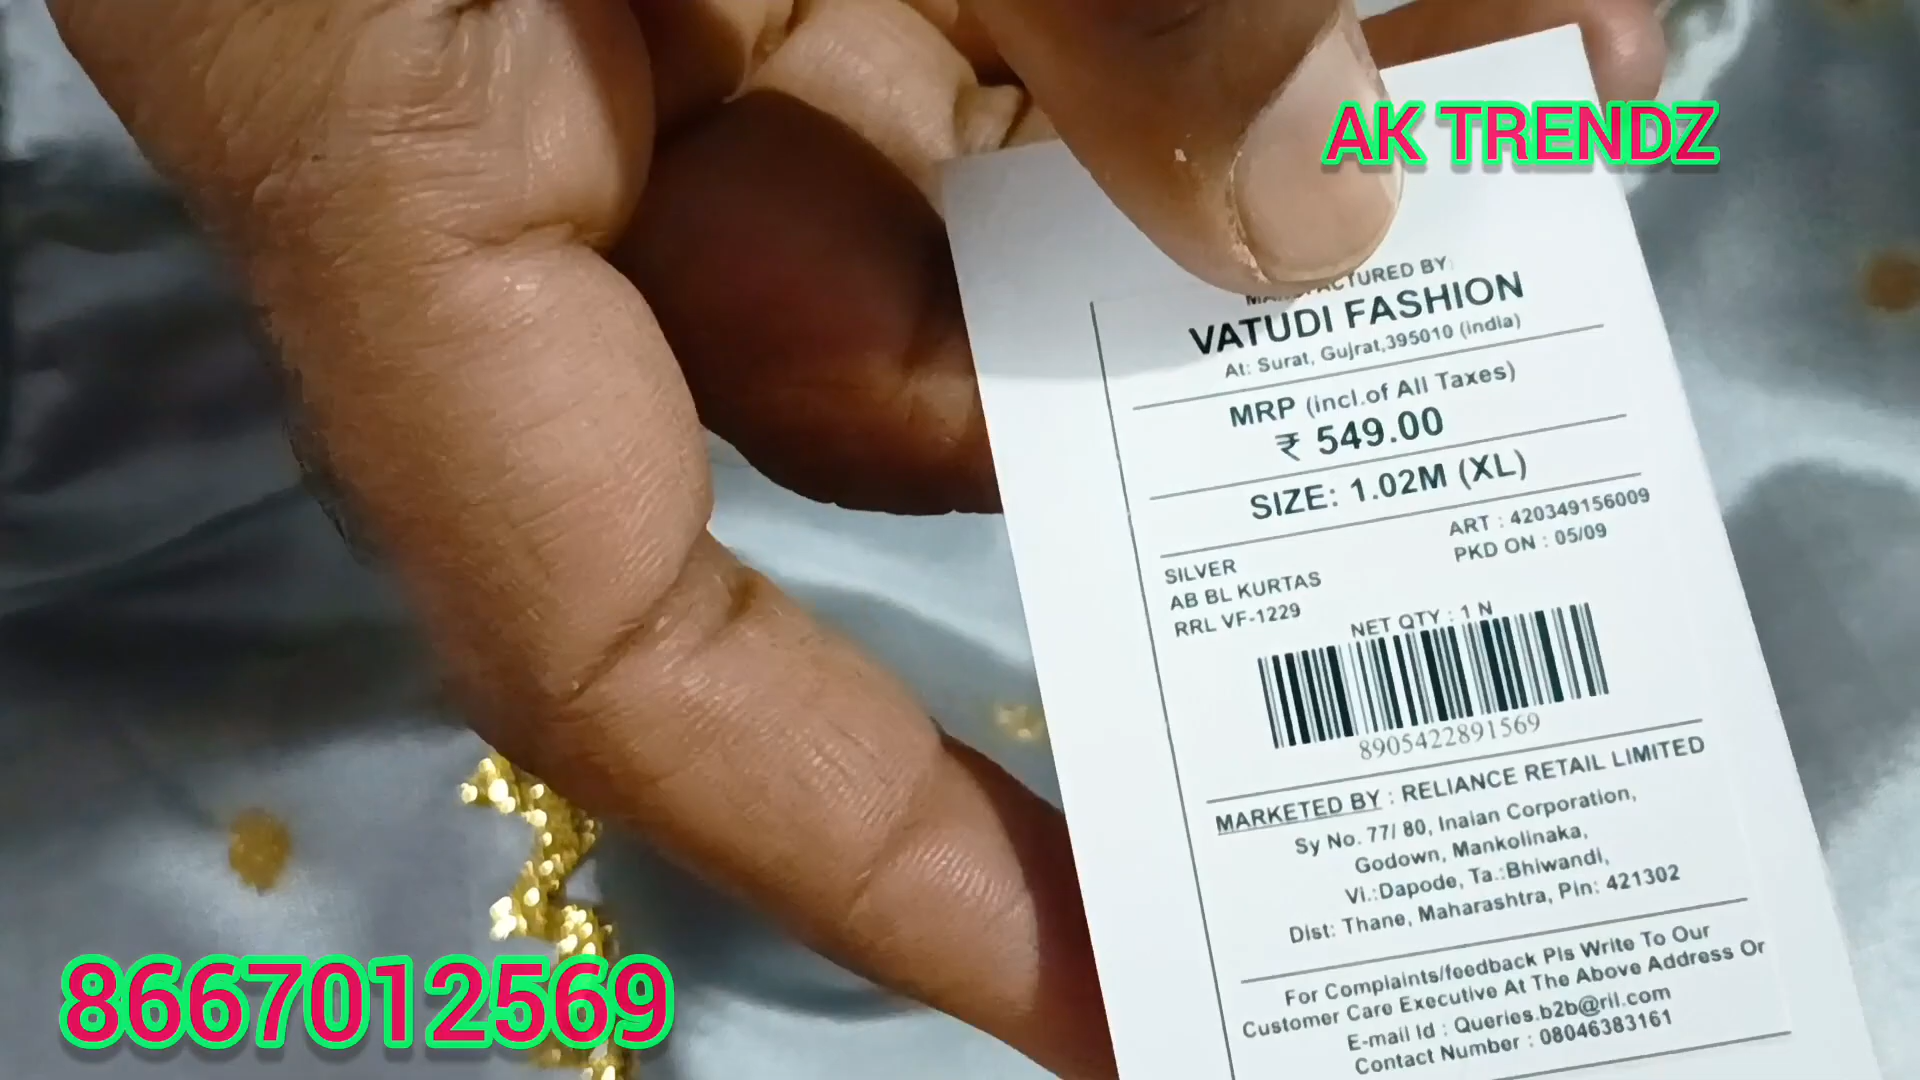 AK TRENDZ
MANUFACTURED BY:
VATUDI FASHION
At: Surat, Gujrat,395010 (India)
MRP (incl.of All Taxes)
₹ 549.00
SIZE: 1.02M (XL)
ART : 420349156009
PKD ON : 05/09
SILVER
AB BL KURTAS
RRL VF-1229
NET QTY : 1 N
8905422891569
MARKETED BY : RELIANCE RETAIL LIMITED
Sy No. 77/ 80, Inaian Corporation,
Godown, Mankolinaka,
Vi.:Dapode, Ta.:Bhiwandi,
Dist: Thane, Maharashtra, Pin: 421302
For Complaints/feedback Pls Write To Our
Customer Care Executive At The Above Address Or
E-mail Id : Queries.b2b@ril.com
Contact Number : 08046383161
8667012569